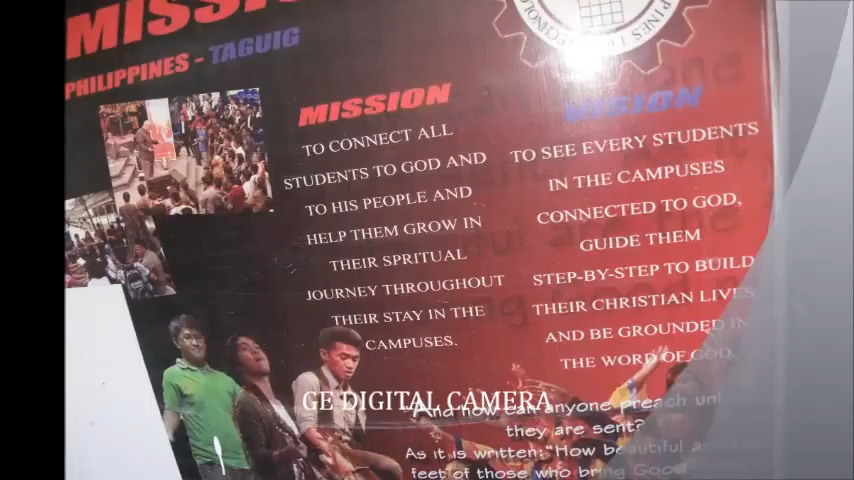 MISSI
PHILIPPINES - TAGUIG
PINES
MISSION
TO CONNECT ALL
STUDENTS TO GOD AND
TO HIS PEOPLE AND
HELP THEM GROW IN
THEIR SPRITUAL
JOURNEY THROUGHOUT
THEIR STAY IN THE
CAMPUSES.
VISION
TO SEE EVERY STUDENTS
IN THE CAMPUSES
CONNECTED TO GOD,
GUIDE THEM
STEP-BY-STEP TO BUILD
THEIR CHRISTIAN LIVES
AND BE GROUNDED IN
THE WORD OF GOD.
GE DIGITAL CAMERA
"And how can anyone preach unl
they are sent?
As it is written: "How beautiful a
feet of those who bring Good